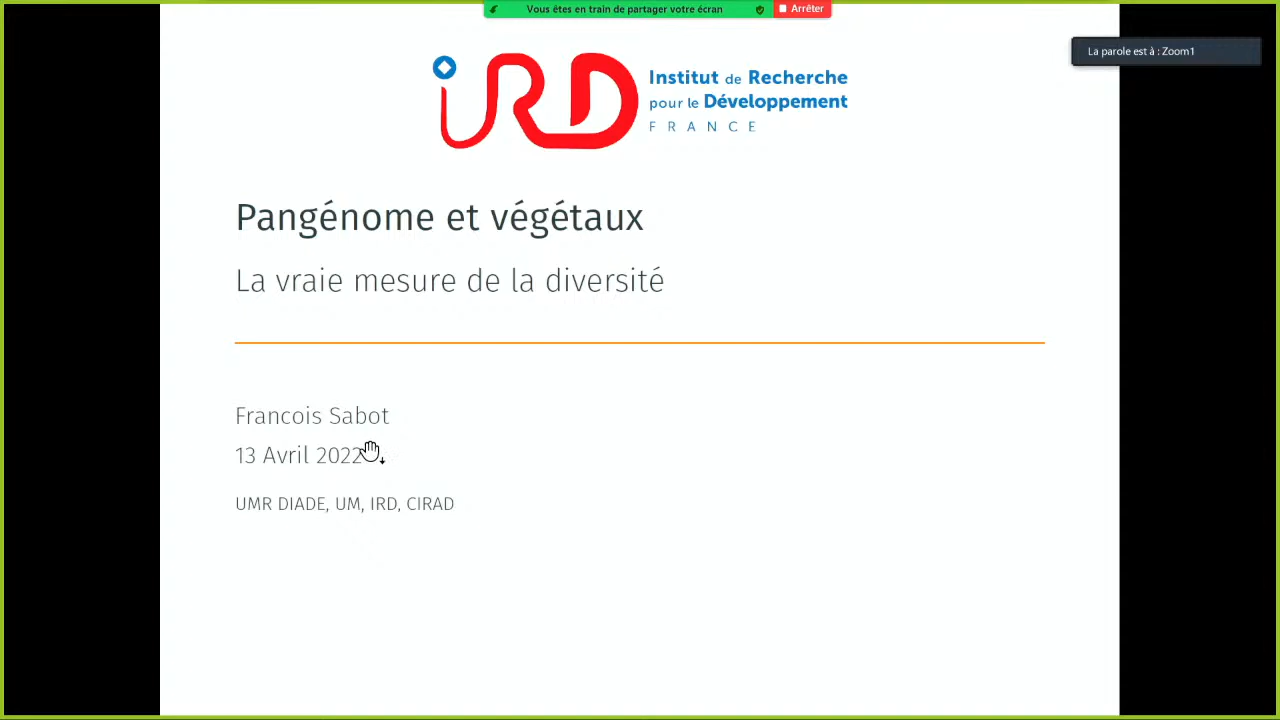 Vous êtes en train de partager votre écran
Arrêter
La parole est à : Zoom1
iRD
Institut de Recherche
pour le Développement
FRANCE
Pangénome et végétaux
La vraie mesure de la diversité
Francois Sabot
13 Avril 2022
UMR DIADE, UM, IRD, CIRAD